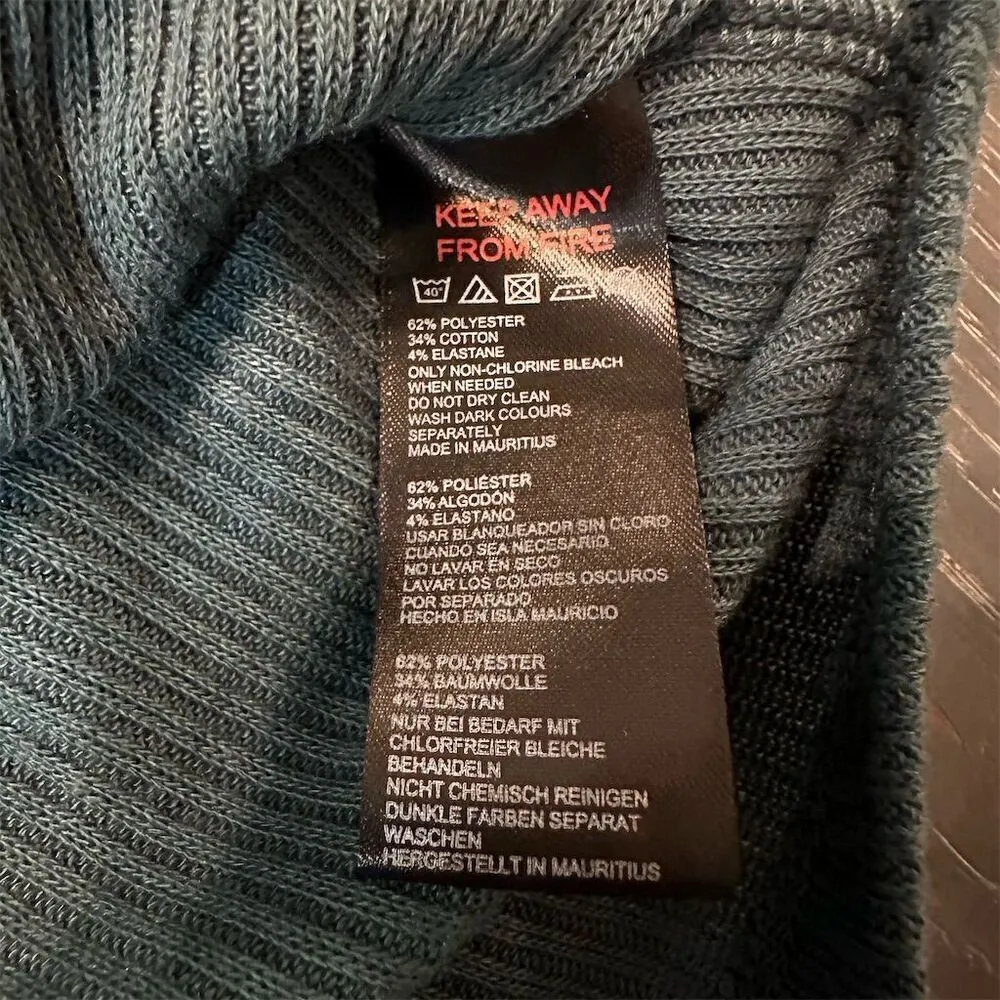 KEEP AWAY
FROM FIRE
40°
62% POLYESTER
34% COTTON
4% ELASTANE
ONLY NON-CHLORINE BLEACH
WHEN NEEDED
DO NOT DRY CLEAN
WASH DARK COLOURS
SEPARATELY
MADE IN MAURITIUS
62% POLIÉSTER
34% ALGODÓN
4% ELASTANO
USAR BLANQUEADOR SIN CLORO
CUANDO SEA NECESARIO
NO LAVAR EN SECO
LAVAR LOS COLORES OSCUROS
POR SEPARADO
HECHO EN ISLA MAURICIO
62% POLYESTER
34% BAUMWOLLE
4% ELASTAN
NUR BEI BEDARF MIT
CHLORFREIER BLEICHE
BEHANDELN
NICHT CHEMISCH REINIGEN
DUNKLE FARBEN SEPARAT
WASCHEN
HERGESTELLT IN MAURITIUS